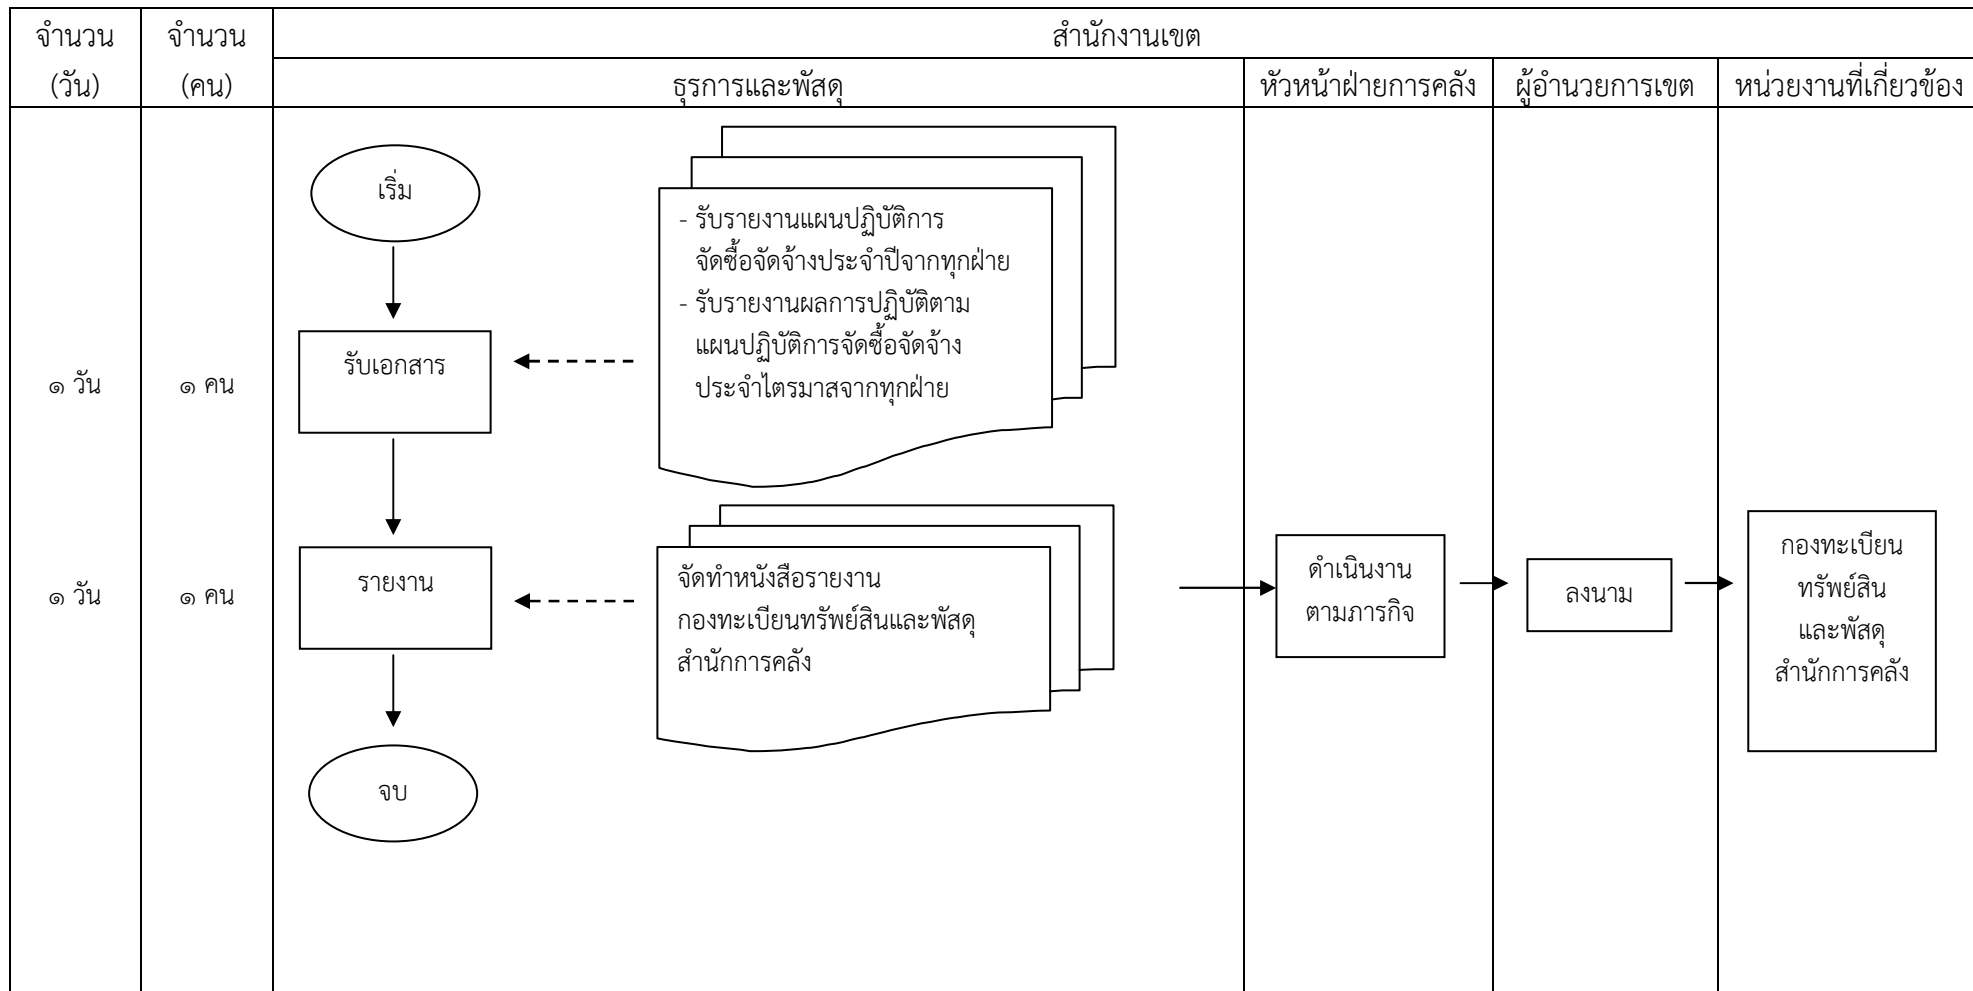 จำนวน
(วัน)
จำนวน
(คน)
สำนักงานเขต
ธุรการและพัสดุ
หัวหน้าฝ่ายการคลัง
ผู้อำนวยการเขต
หน่วยงานที่เกี่ยวข้อง
เริ่ม
- รับรายงานแผนปฏิบัติการ
จัดซื้อจัดจ้างประจำปีจากทุกฝ่าย
- รับรายงานผลการปฏิบัติตาม
แผนปฏิบัติการจัดซื้อจัดจ้าง
ประจำไตรมาสจากทุกฝ่าย
๑ วัน
๑ คน
รับเอกสาร
๑ วัน
๑ คน
รายงาน
จัดทำหนังสือรายงาน
กองทะเบียนทรัพย์สินและพัสดุ
สำนักการคลัง
ดำเนินงาน
ตามภารกิจ
ลงนาม
กองทะเบียน
ทรัพย์สิน
และพัสดุ
สำนักการคลัง
จบ